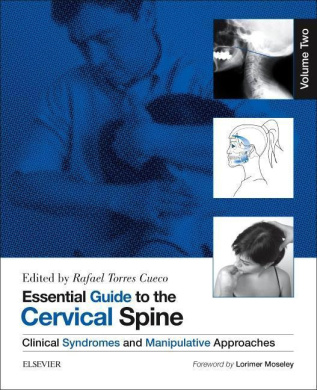 Volume Two
Edited by Rafael Torres Cueco
Essential Guide to the
Cervical Spine
Clinical Syndromes and Manipulative Approaches
ELSEVIER
Foreword by Lorimer Moseley